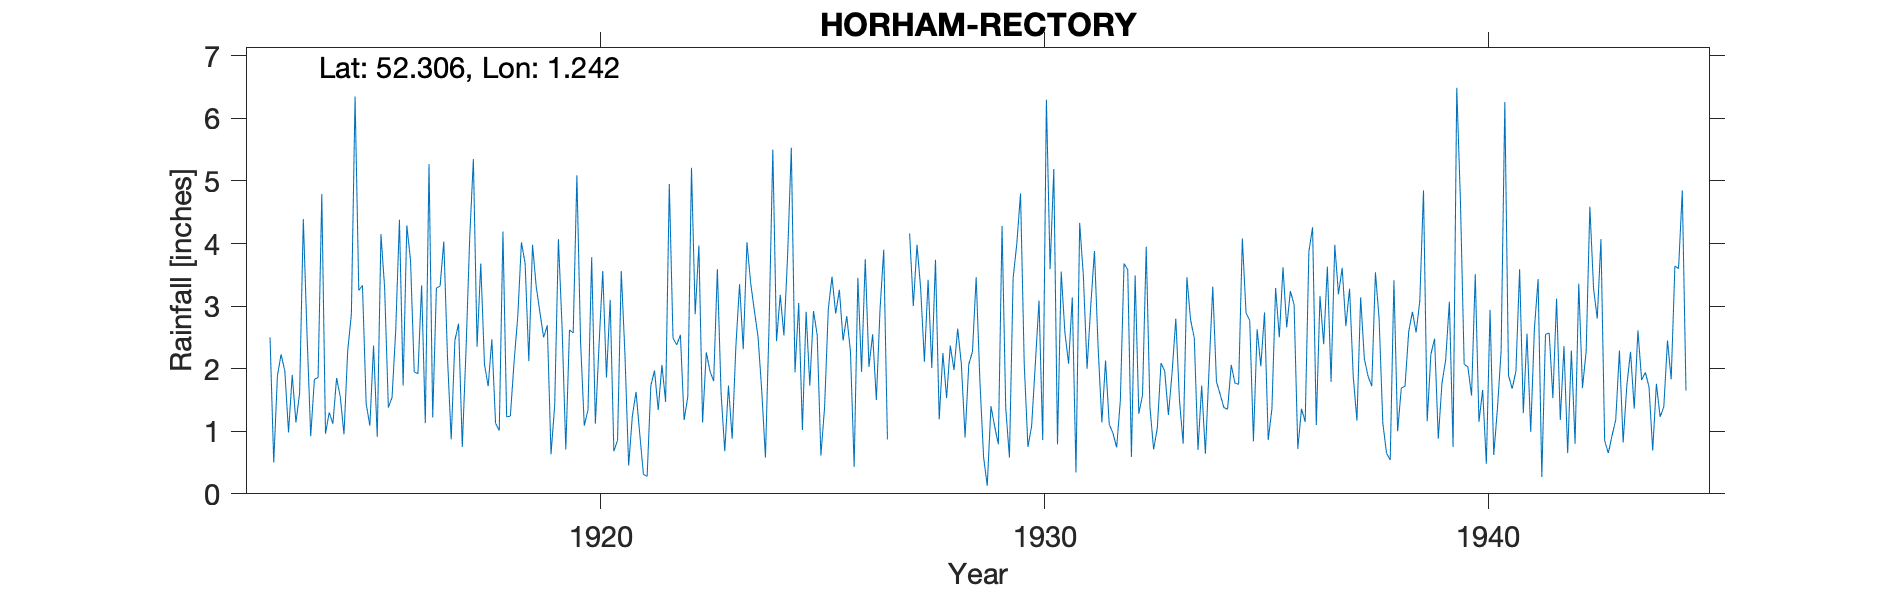 HORHAM-RECTORY
Lat: 52.306, Lon: 1.242
7
6
5
4
3
2
1
0
Rainfall [inches]
1920 1930 1940
Year